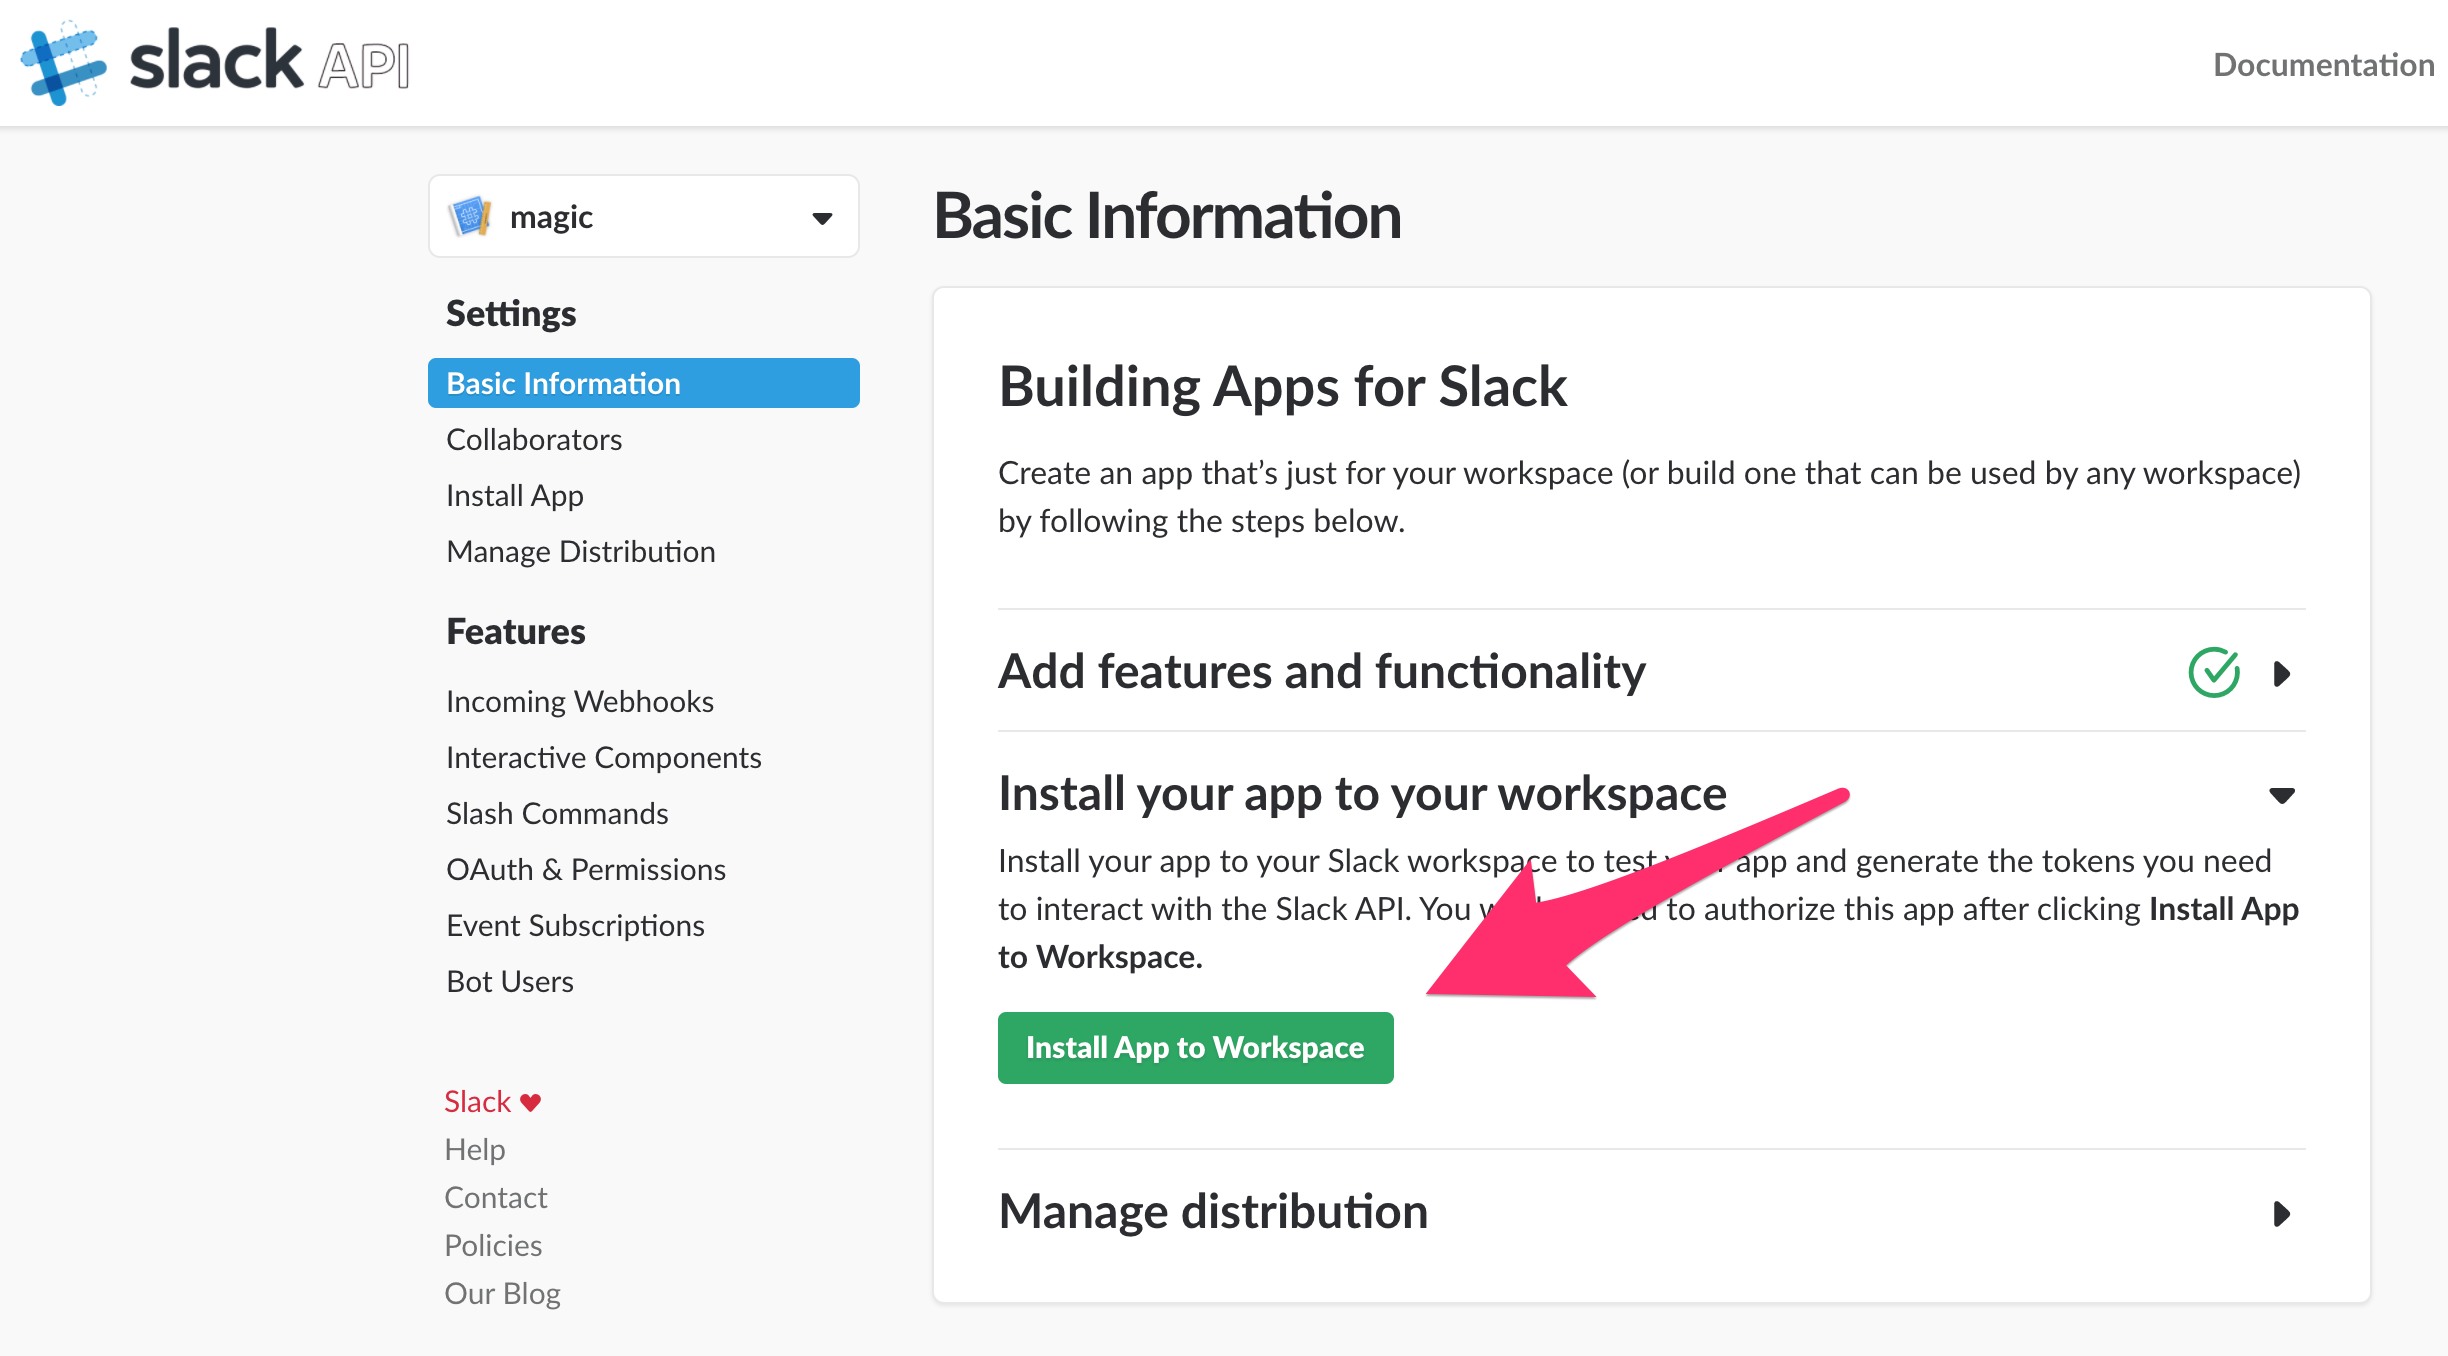 slack API
Documentation
magic
Basic Information
Settings
Basic Information
Collaborators
Install App
Manage Distribution
Features
Incoming Webhooks
Interactive Components
Slash Commands
OAuth & Permissions
Event Subscriptions
Bot Users
Slack ♥
Help
Contact
Policies
Our Blog
Building Apps for Slack
Create an app that’s just for your workspace (or build one that can be used by any workspace)
by following the steps below.
Add features and functionality
Install your app to your workspace
Install your app to your Slack workspace to test app and generate the tokens you need
to interact with the Slack API. You to authorize this app after clicking Install App
to Workspace.
Install App to Workspace
Manage distribution